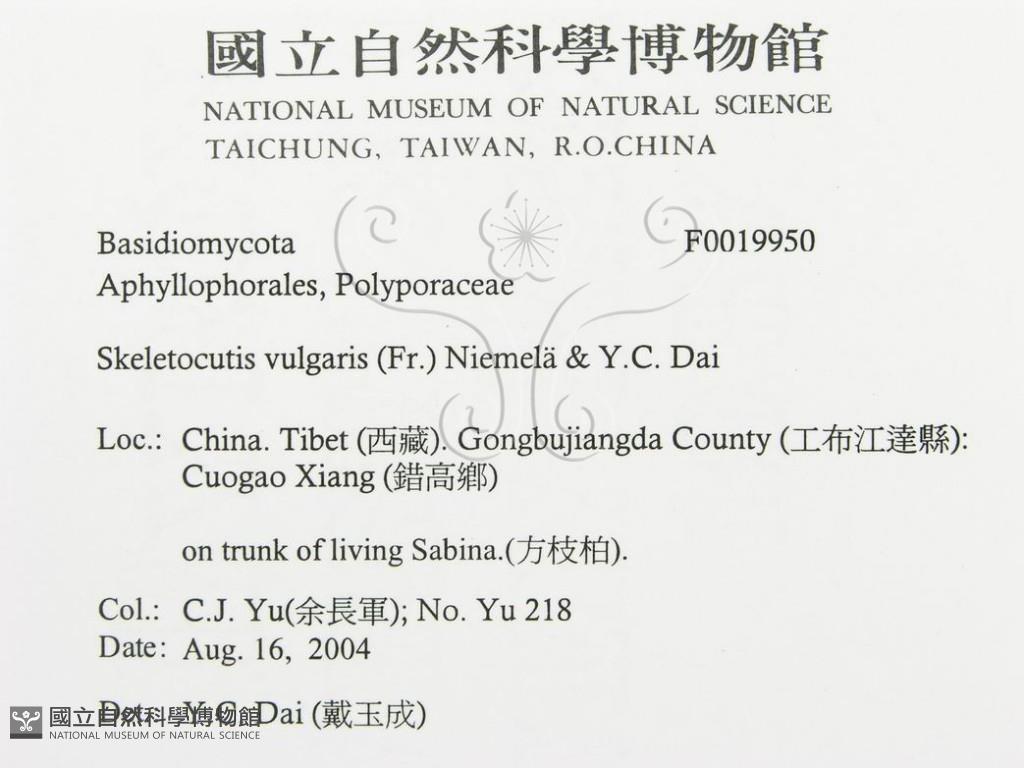 國立自然科學博物館
NATIONAL MUSEUM OF NATURAL SCIENCE
TAICHUNG, TAIWAN, R.O.CHINA
Basidiomycota F0019950
Aphyllophorales, Polyporaceae
Skeletocutis vulgaris (Fr.) Niemelä & Y.C. Dai
Loc.: China. Tibet (西藏). Gongbujiangda County (工布江達縣):
Cuogao Xiang (錯高鄉)
on trunk of living Sabina.(方枝柏).
Col.: C.J. Yu(余長軍); No. Yu 218
Date: Aug. 16, 2004
Det.: Y.C. Dai (戴玉成)
國立自然科學博物館
NATIONAL MUSEUM OF NATURAL SCIENCE